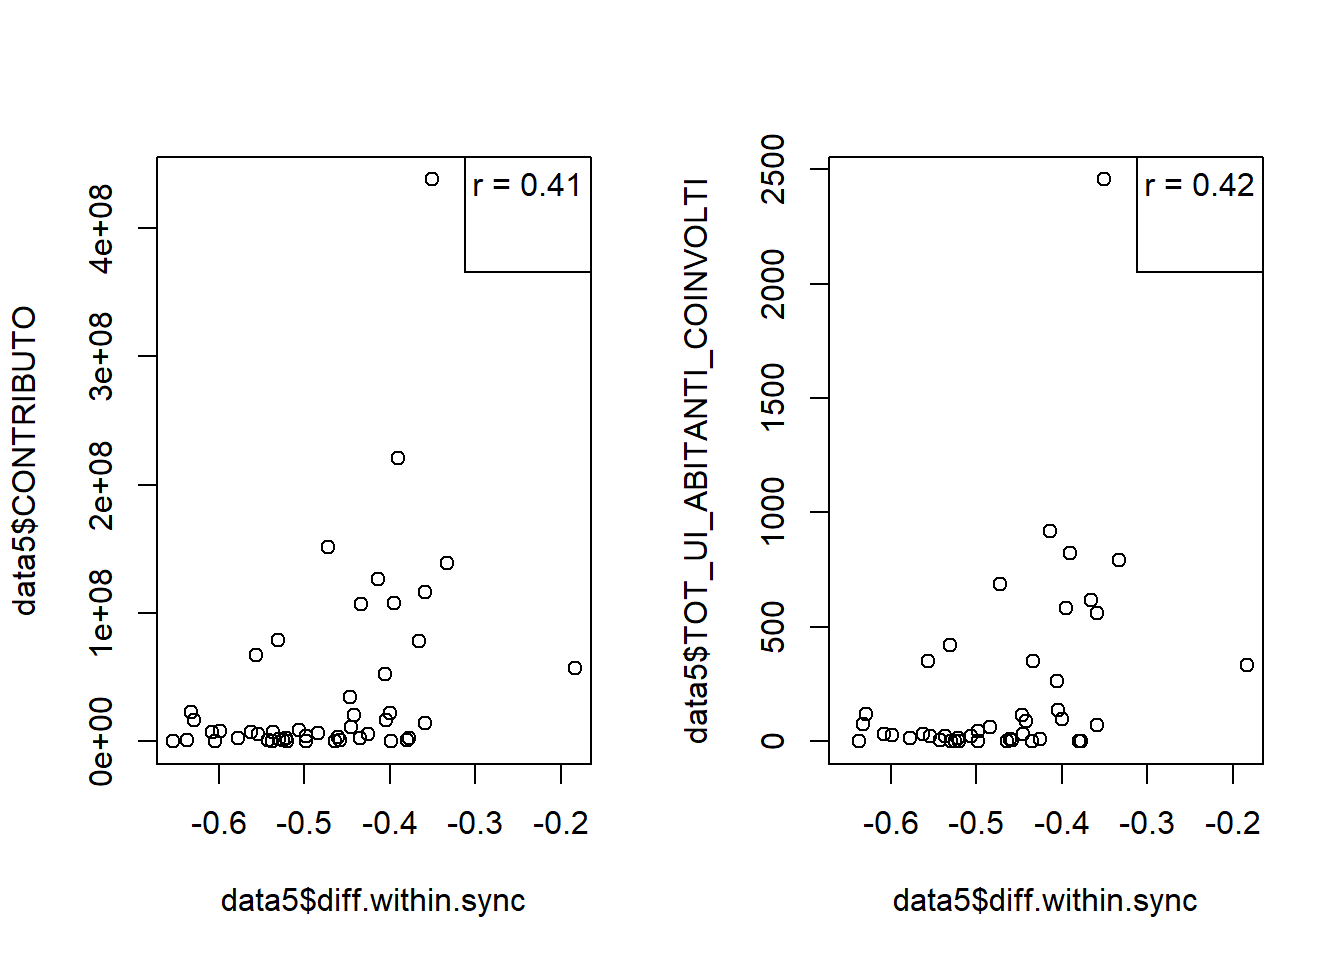 data5$CONTRIBUTO
0e+00
1e+08
2e+08
3e+08
4e+08
r = 0.41
-0.6
-0.5
-0.4
-0.3
-0.2
data5$diff.within.sync
data5$TOT_UI_ABITANTI_COINVOLTI
0
500
1000
1500
2000
2500
r = 0.42
-0.6
-0.5
-0.4
-0.3
-0.2
data5$diff.within.sync